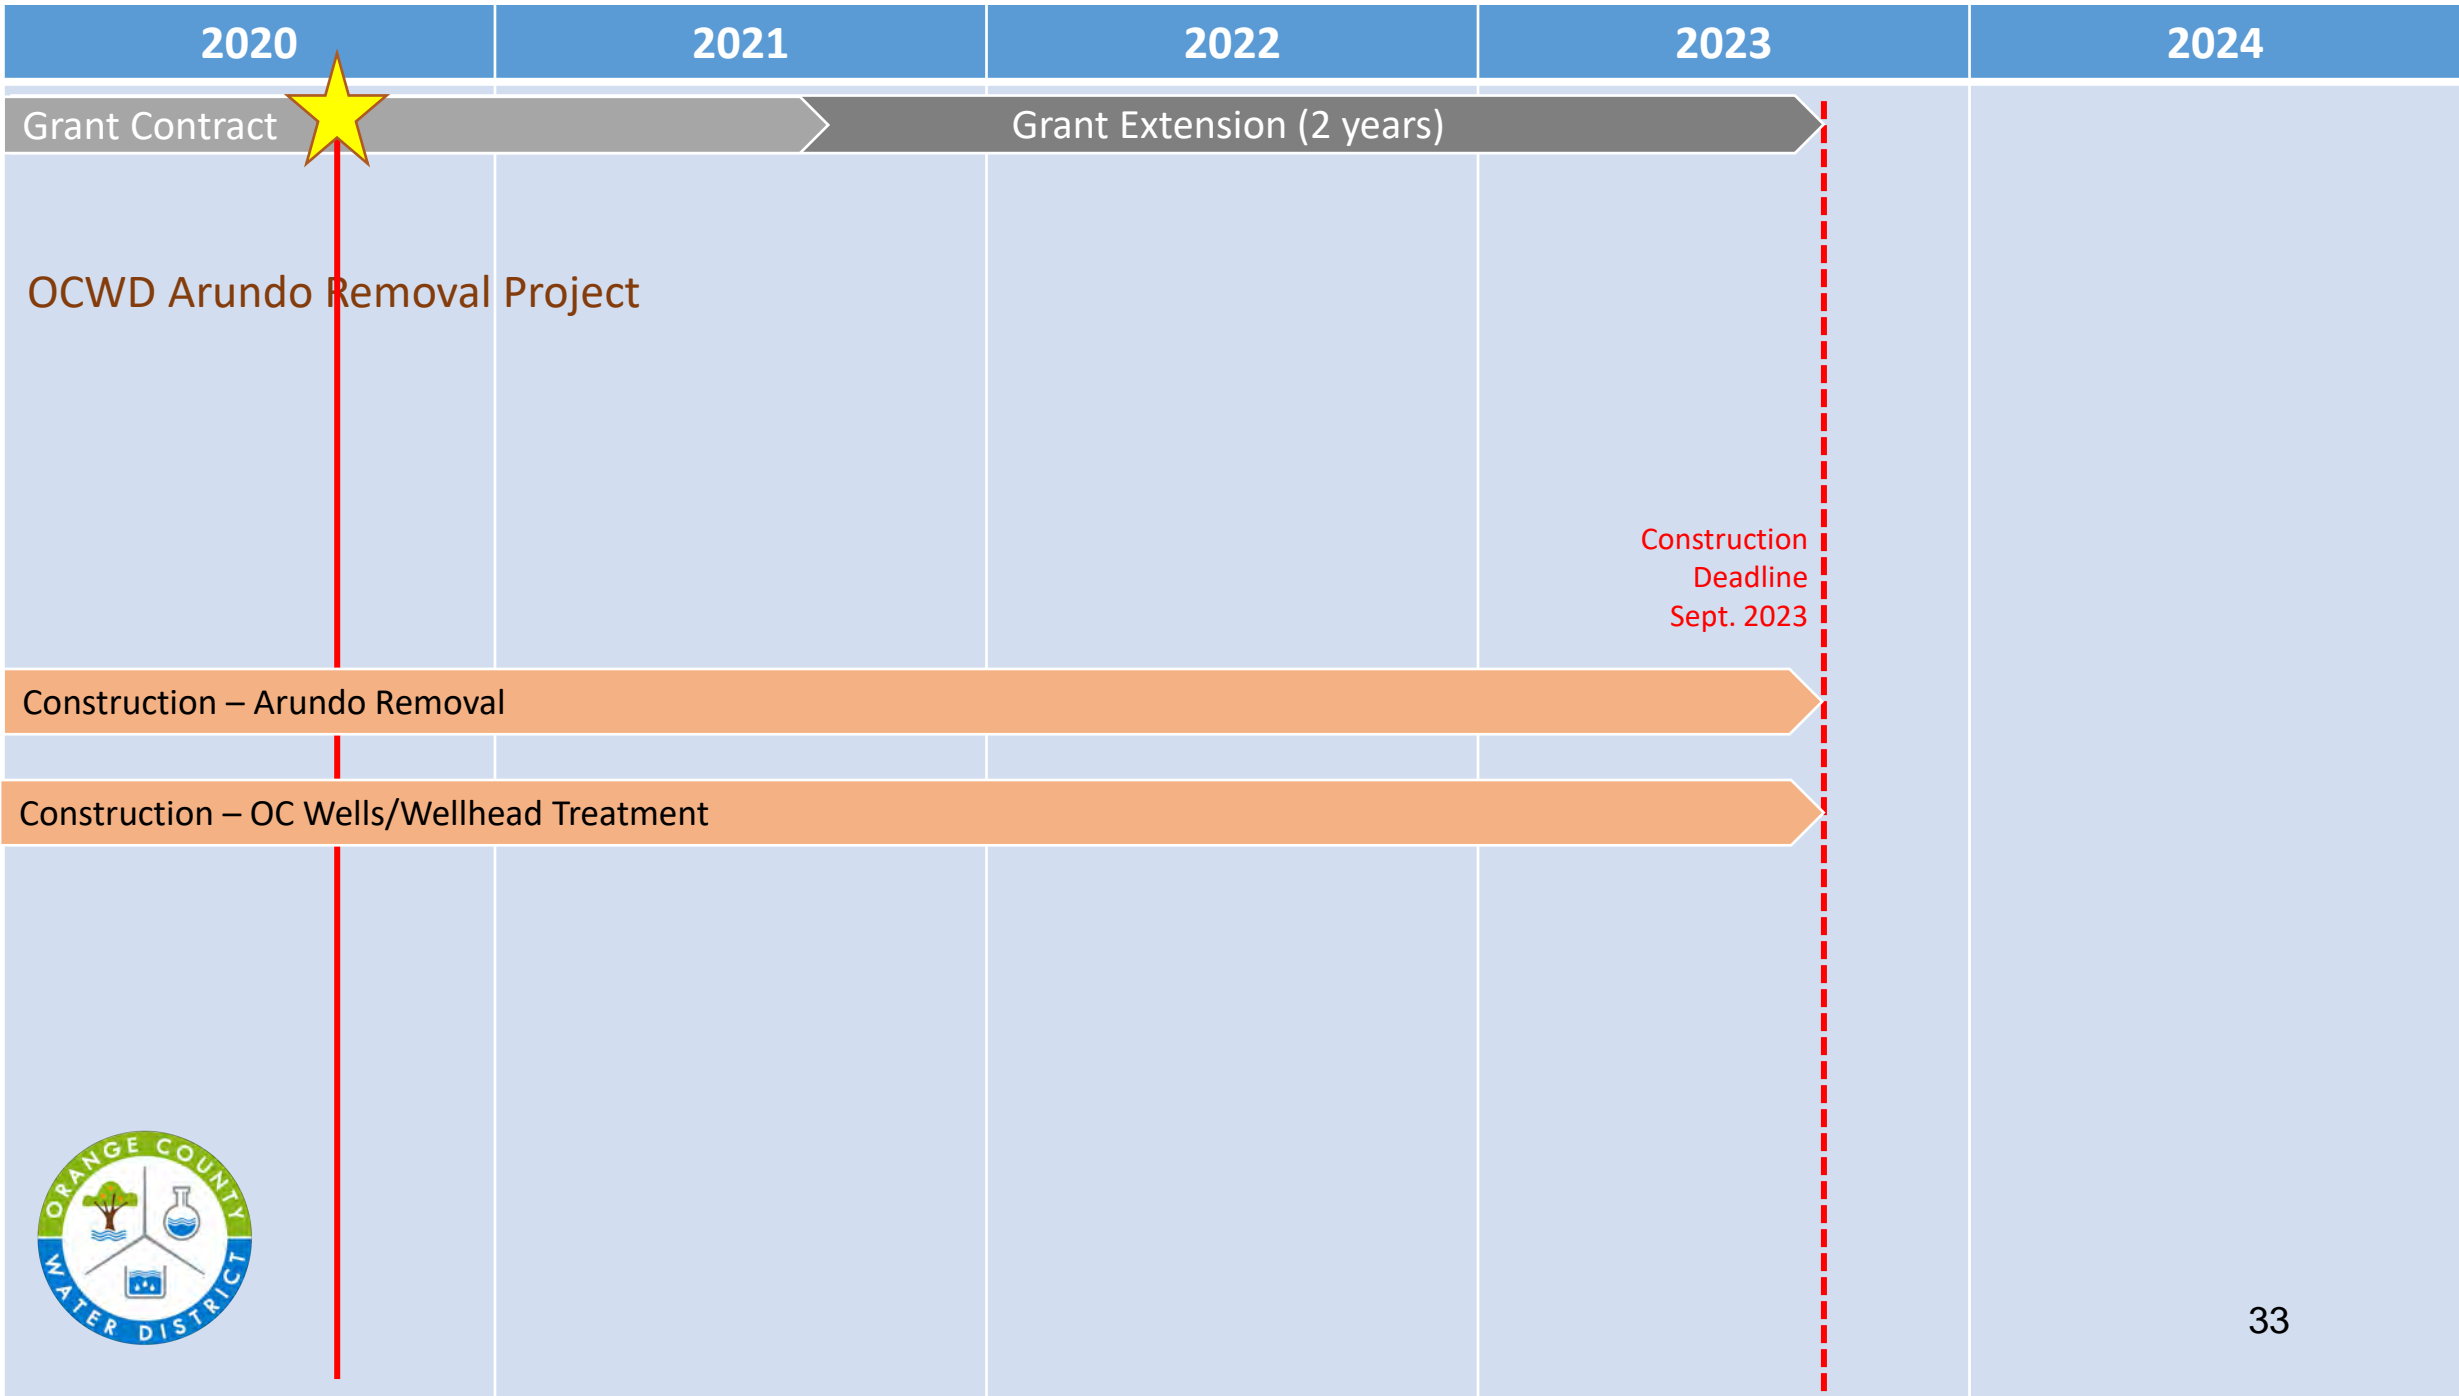 2020 2021 2022 2023 2024
Grant Contract Grant Extension (2 years)
OCWD Arundo Removal Project
Construction
Deadline
Sept. 2023
Construction – Arundo Removal
Construction – OC Wells/Wellhead Treatment
ORANGE COUNTY
WATER DISTRICT
33